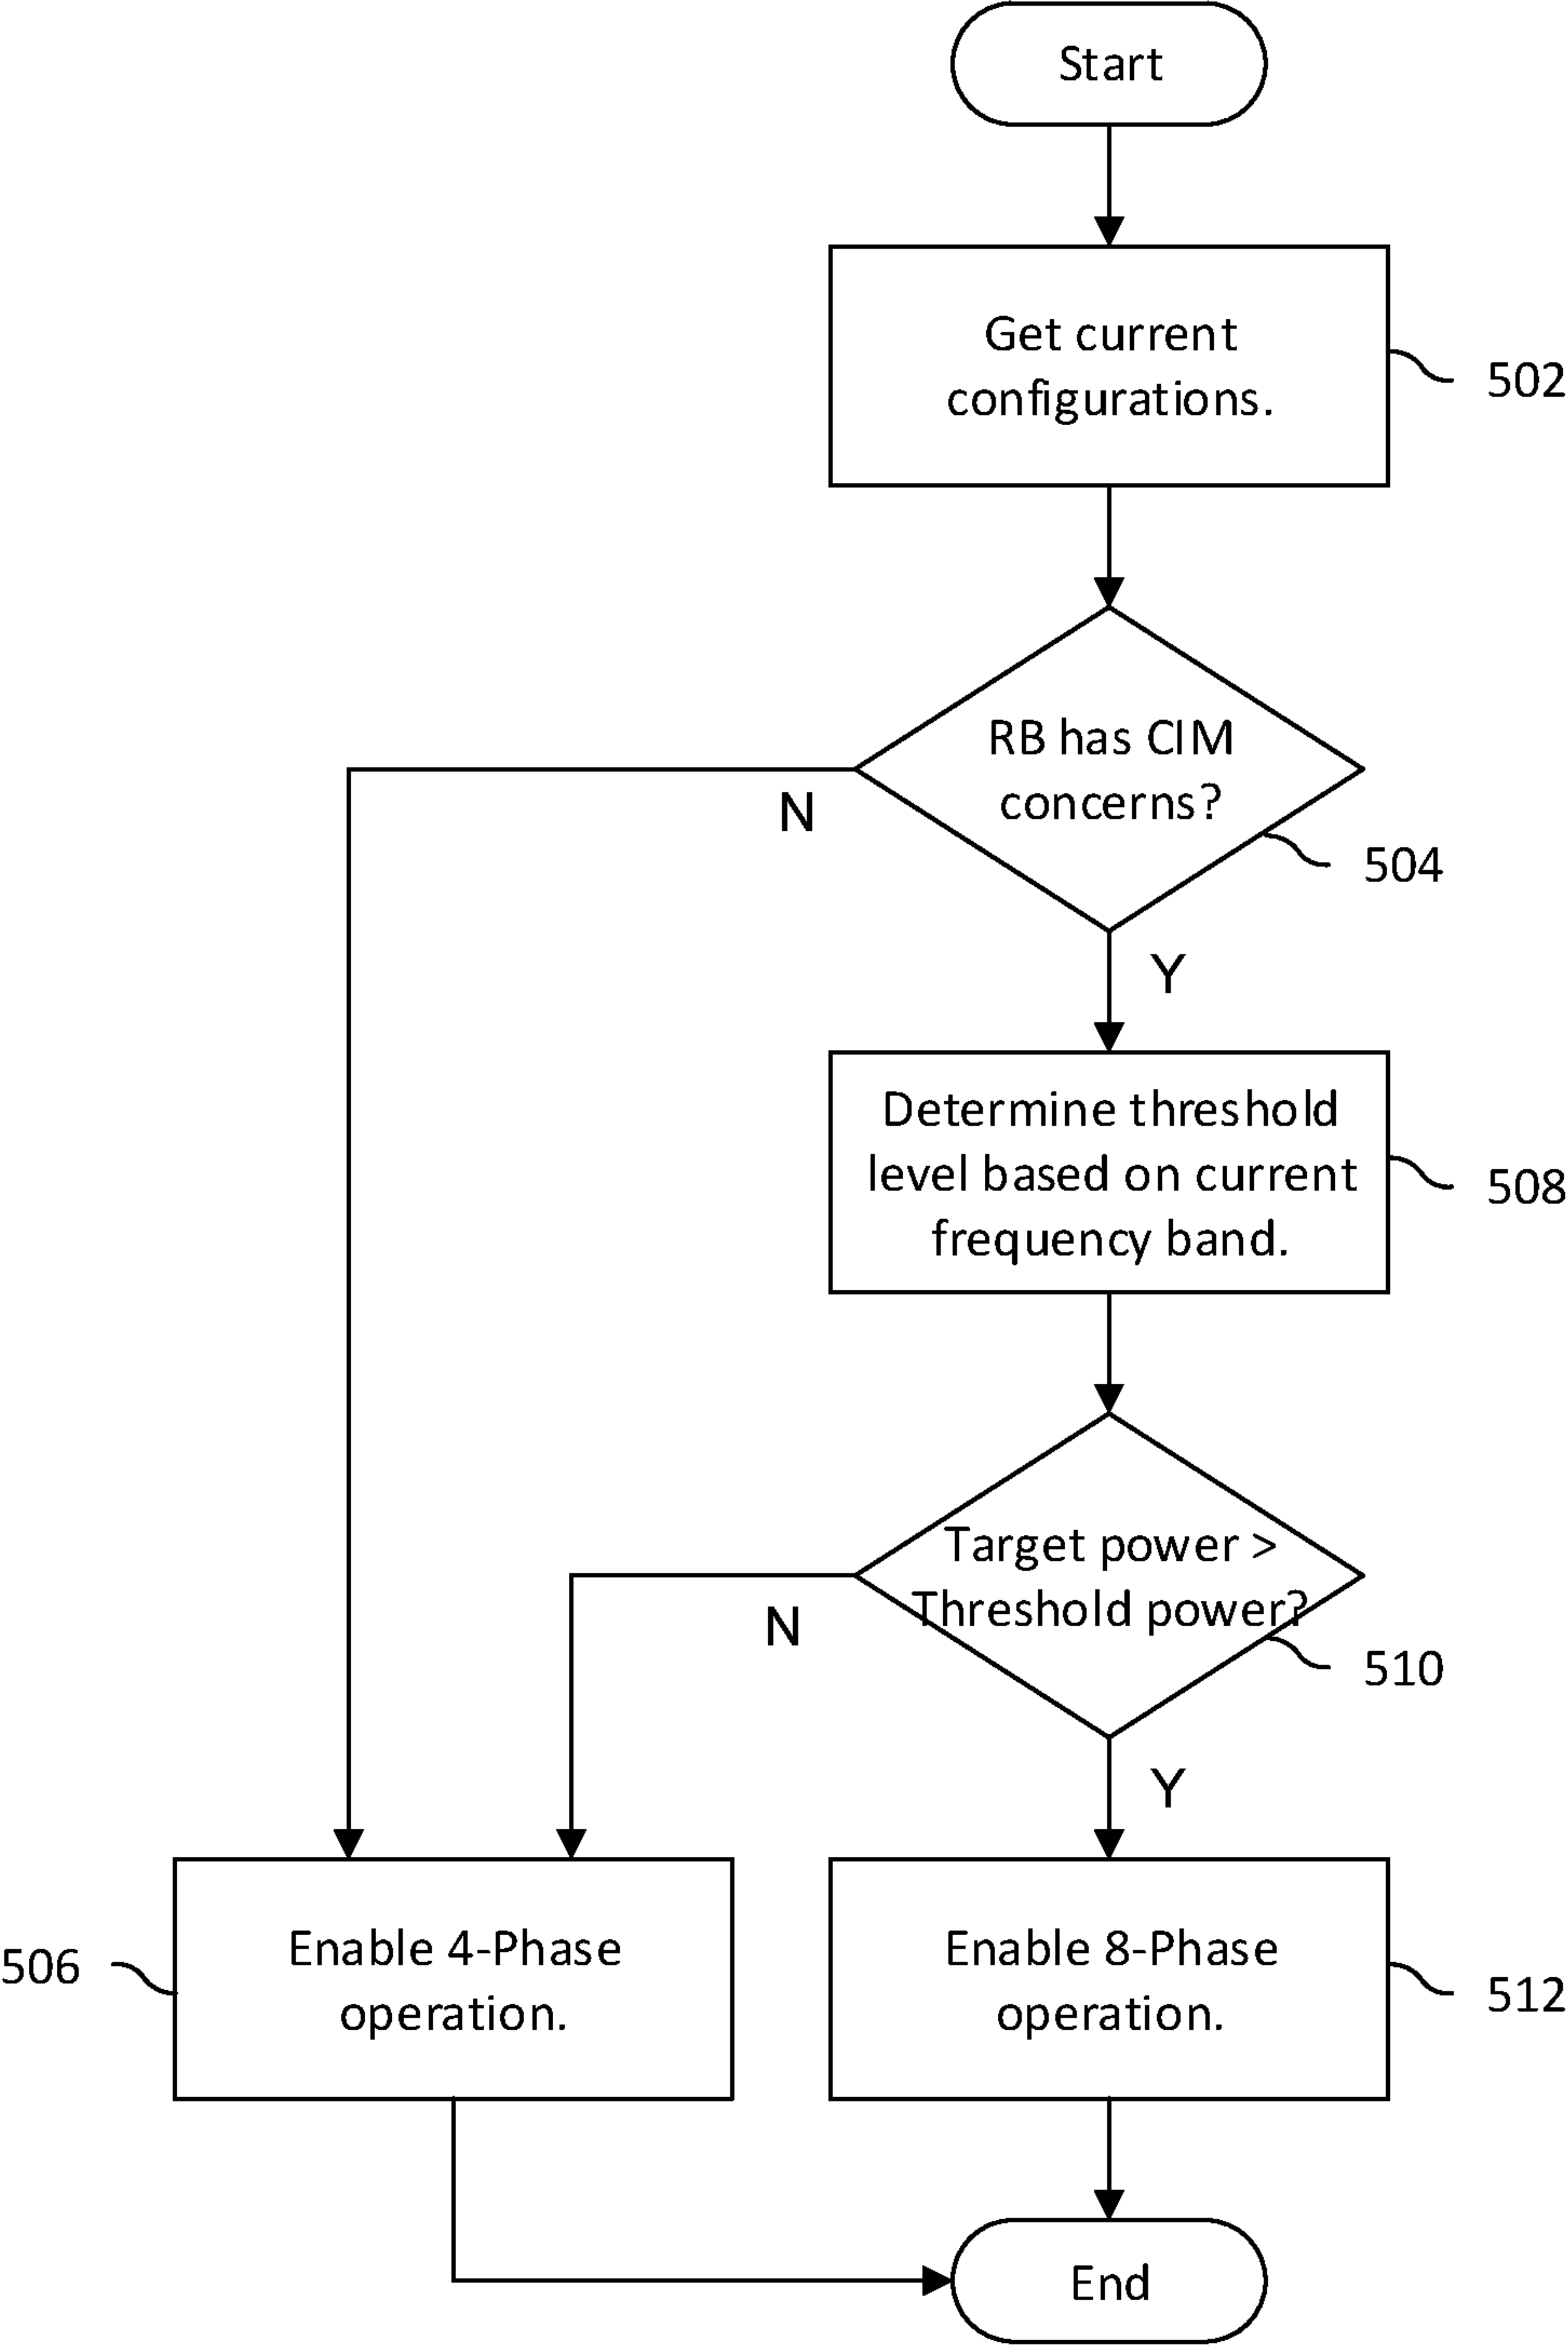 Start
Get current
configurations.
502
RB has CIM
concerns?
N
504
Y
Determine threshold
level based on current
frequency band.
508
Target power >
Threshold power?
N
510
Y
Enable 4-Phase
operation.
506
Enable 8-Phase
operation.
512
End